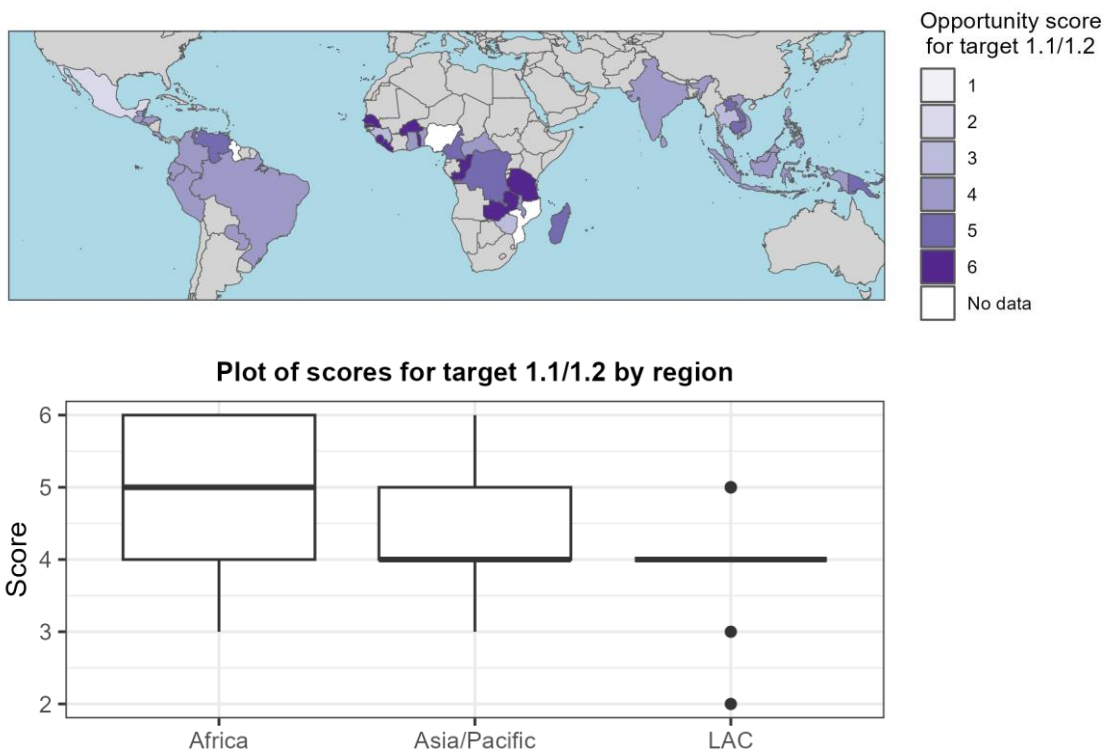 Opportunity score
for target 1.1/1.2
1
2
3
4
5
6
No data
Plot of scores for target 1.1/1.2 by region
Score
6
5
4
3
2
Africa
Asia/Pacific
LAC